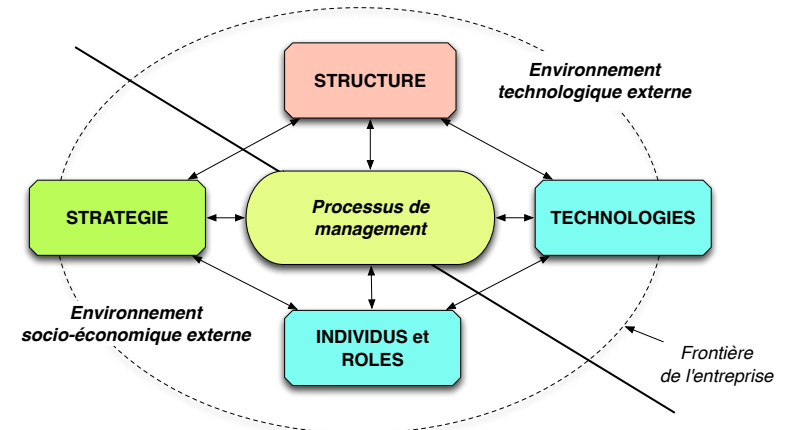 STRUCTURE
Environnement
technologique externe
STRATEGIE
Processus de
management
TECHNOLOGIES
Environnement
socio-économique externe
INDIVIDUS et
ROLES
Frontière
de l'entreprise